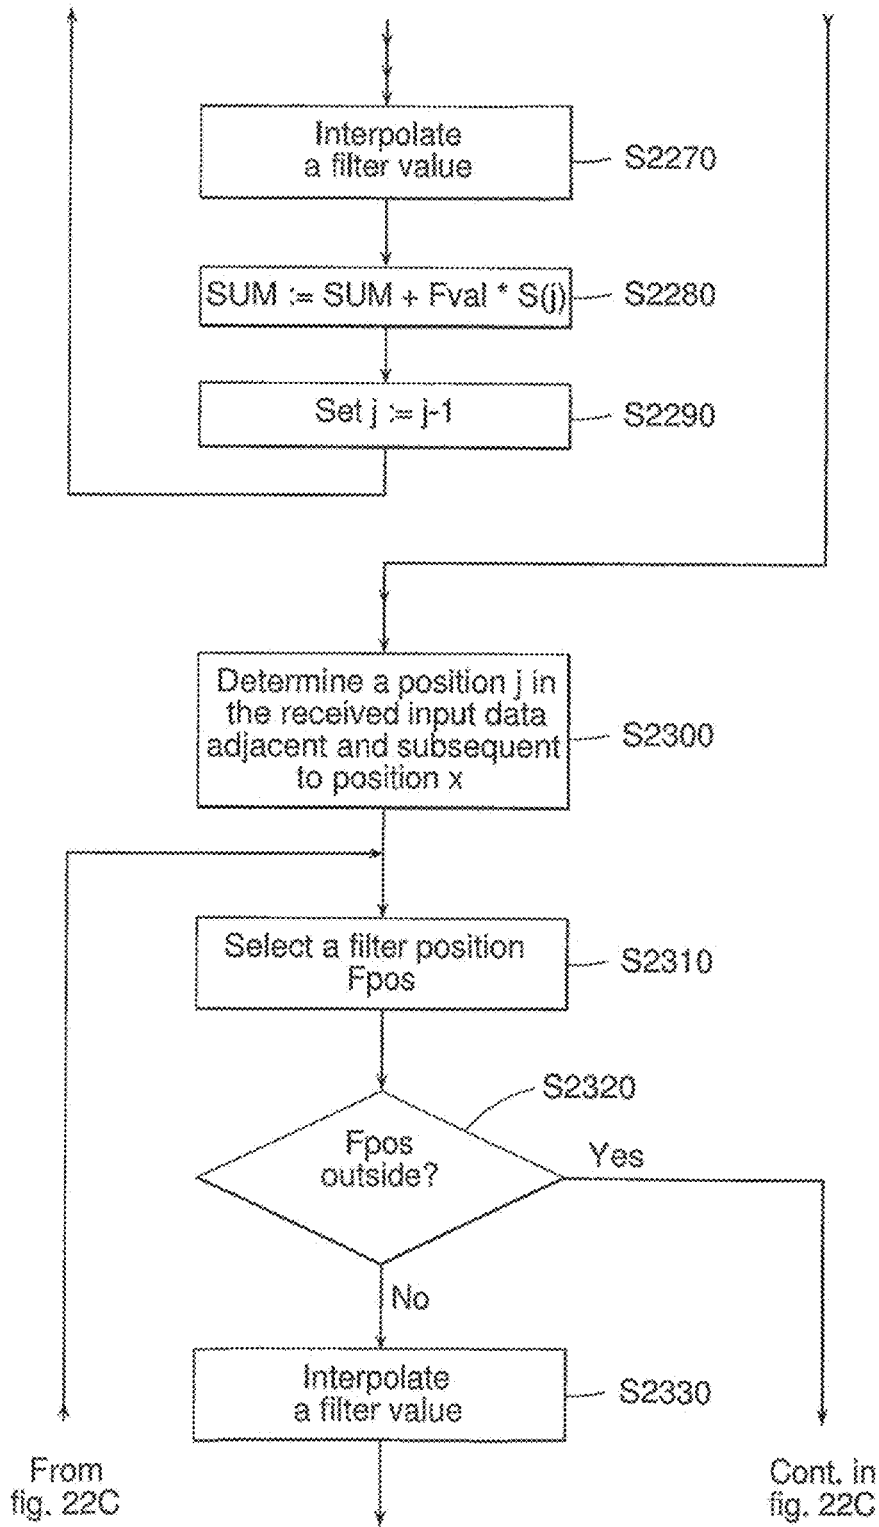 Interpolate
a filter value
S2270
SUM := SUM + Fval * S(j)
S2280
Set j := j-1
S2290
Determine a position j in
the received input data
adjacent and subsequent
to position x
S2300
Select a filter position
Fpos
S2310
S2320
Fpos
outside?
Yes
No
Interpolate
a filter value
S2330
From
fig. 22C
Cont. in
fig. 22C